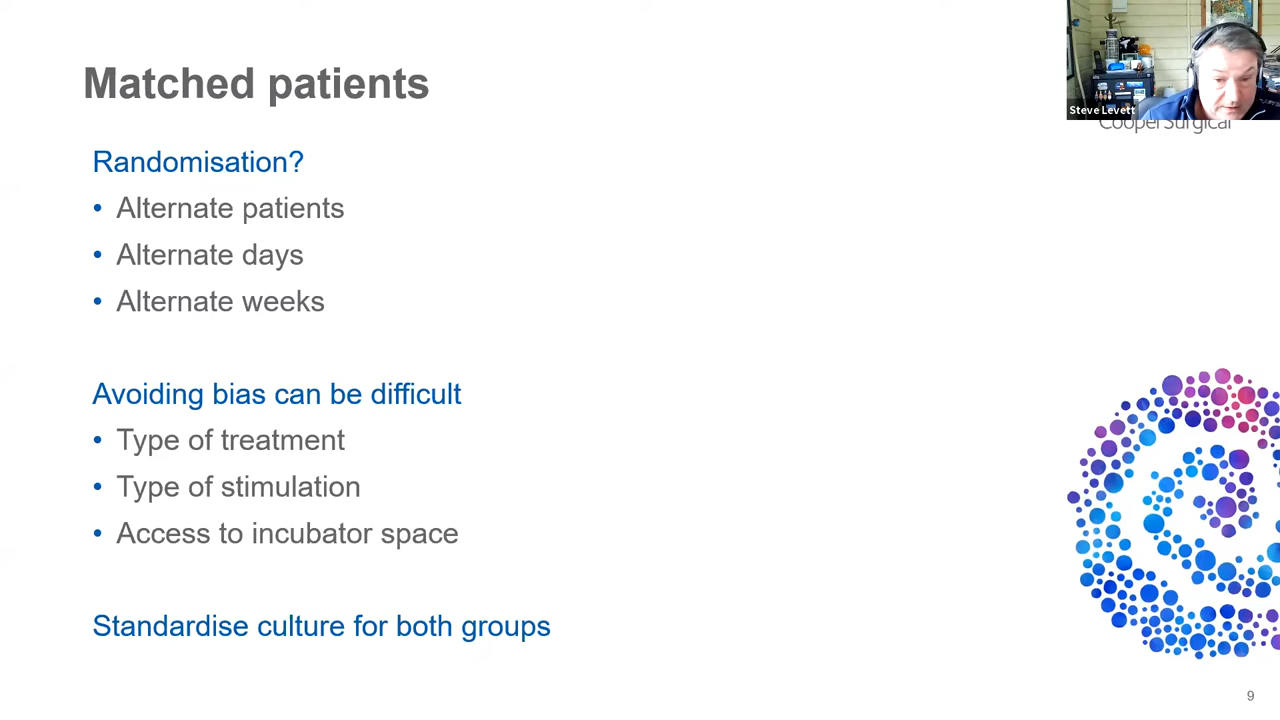 Matched patients
Steve Levett
CooperSurgical
Randomisation?
• Alternate patients
• Alternate days
• Alternate weeks
Avoiding bias can be difficult
• Type of treatment
• Type of stimulation
• Access to incubator space
Standardise culture for both groups
9